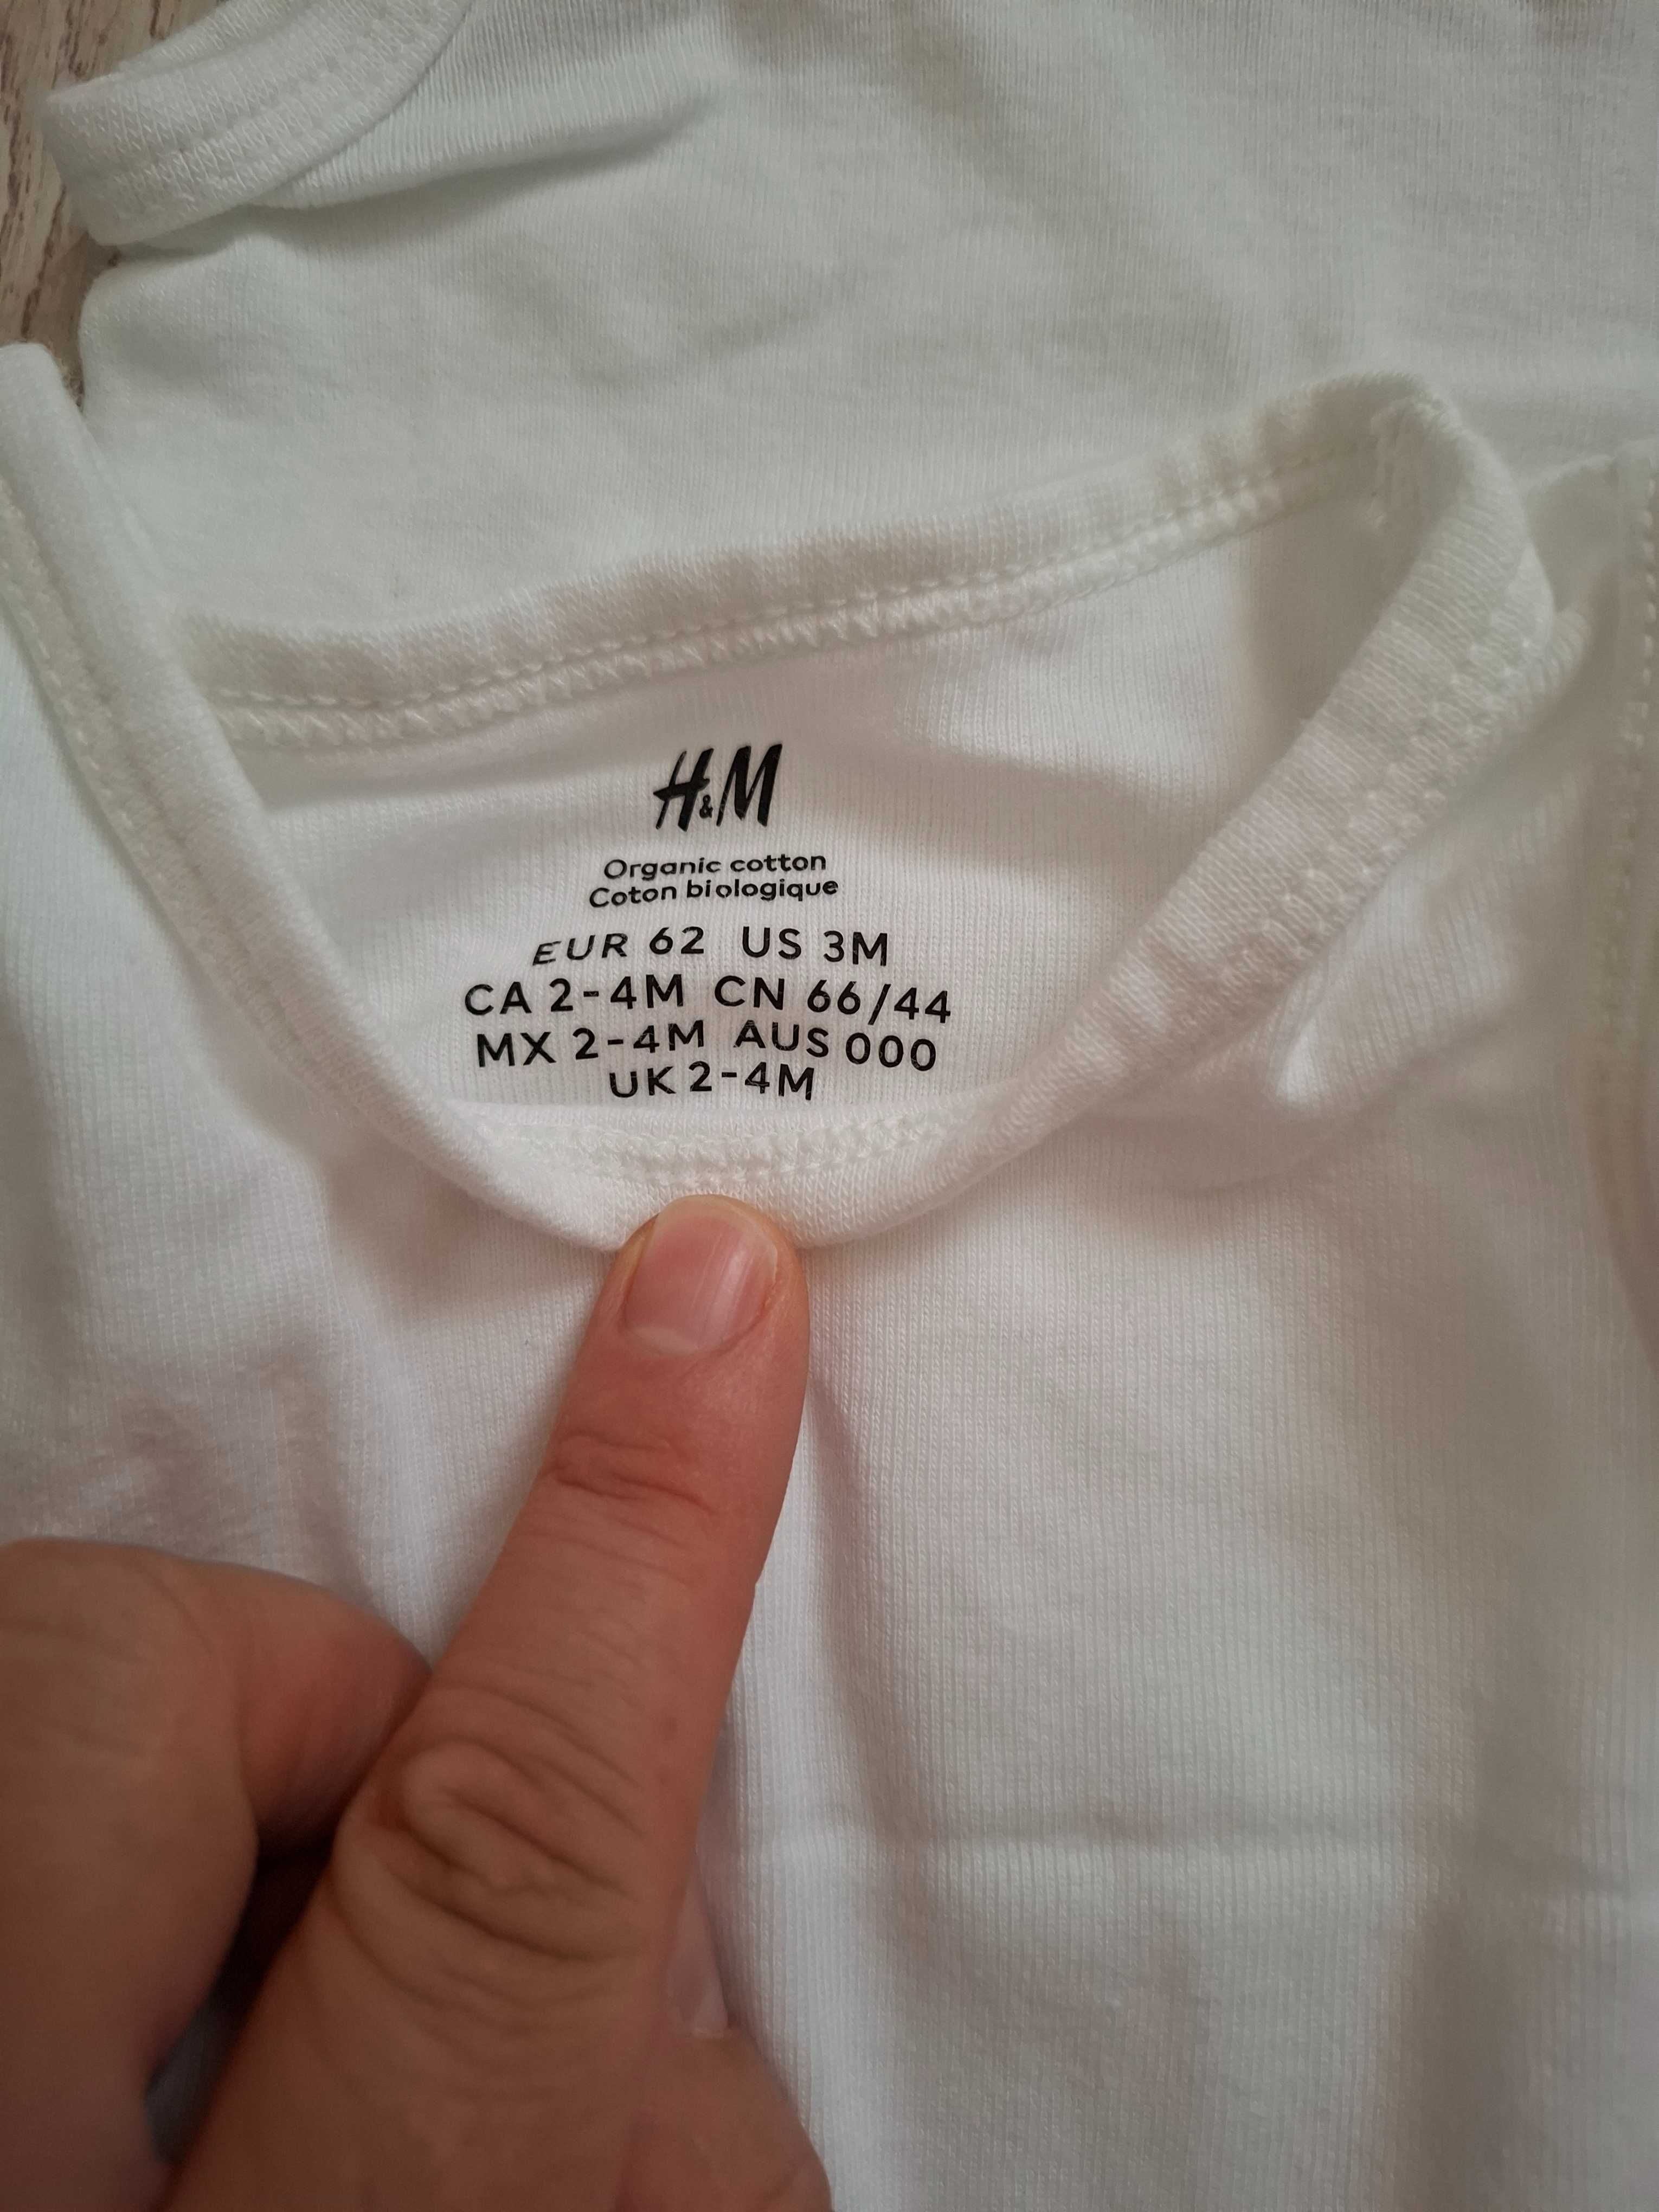 H&M
Organic cotton
Coton biologique
EUR 62 US 3M
CA 2-4M CN 66/44
MX 2-4M AUS 000
UK 2-4M